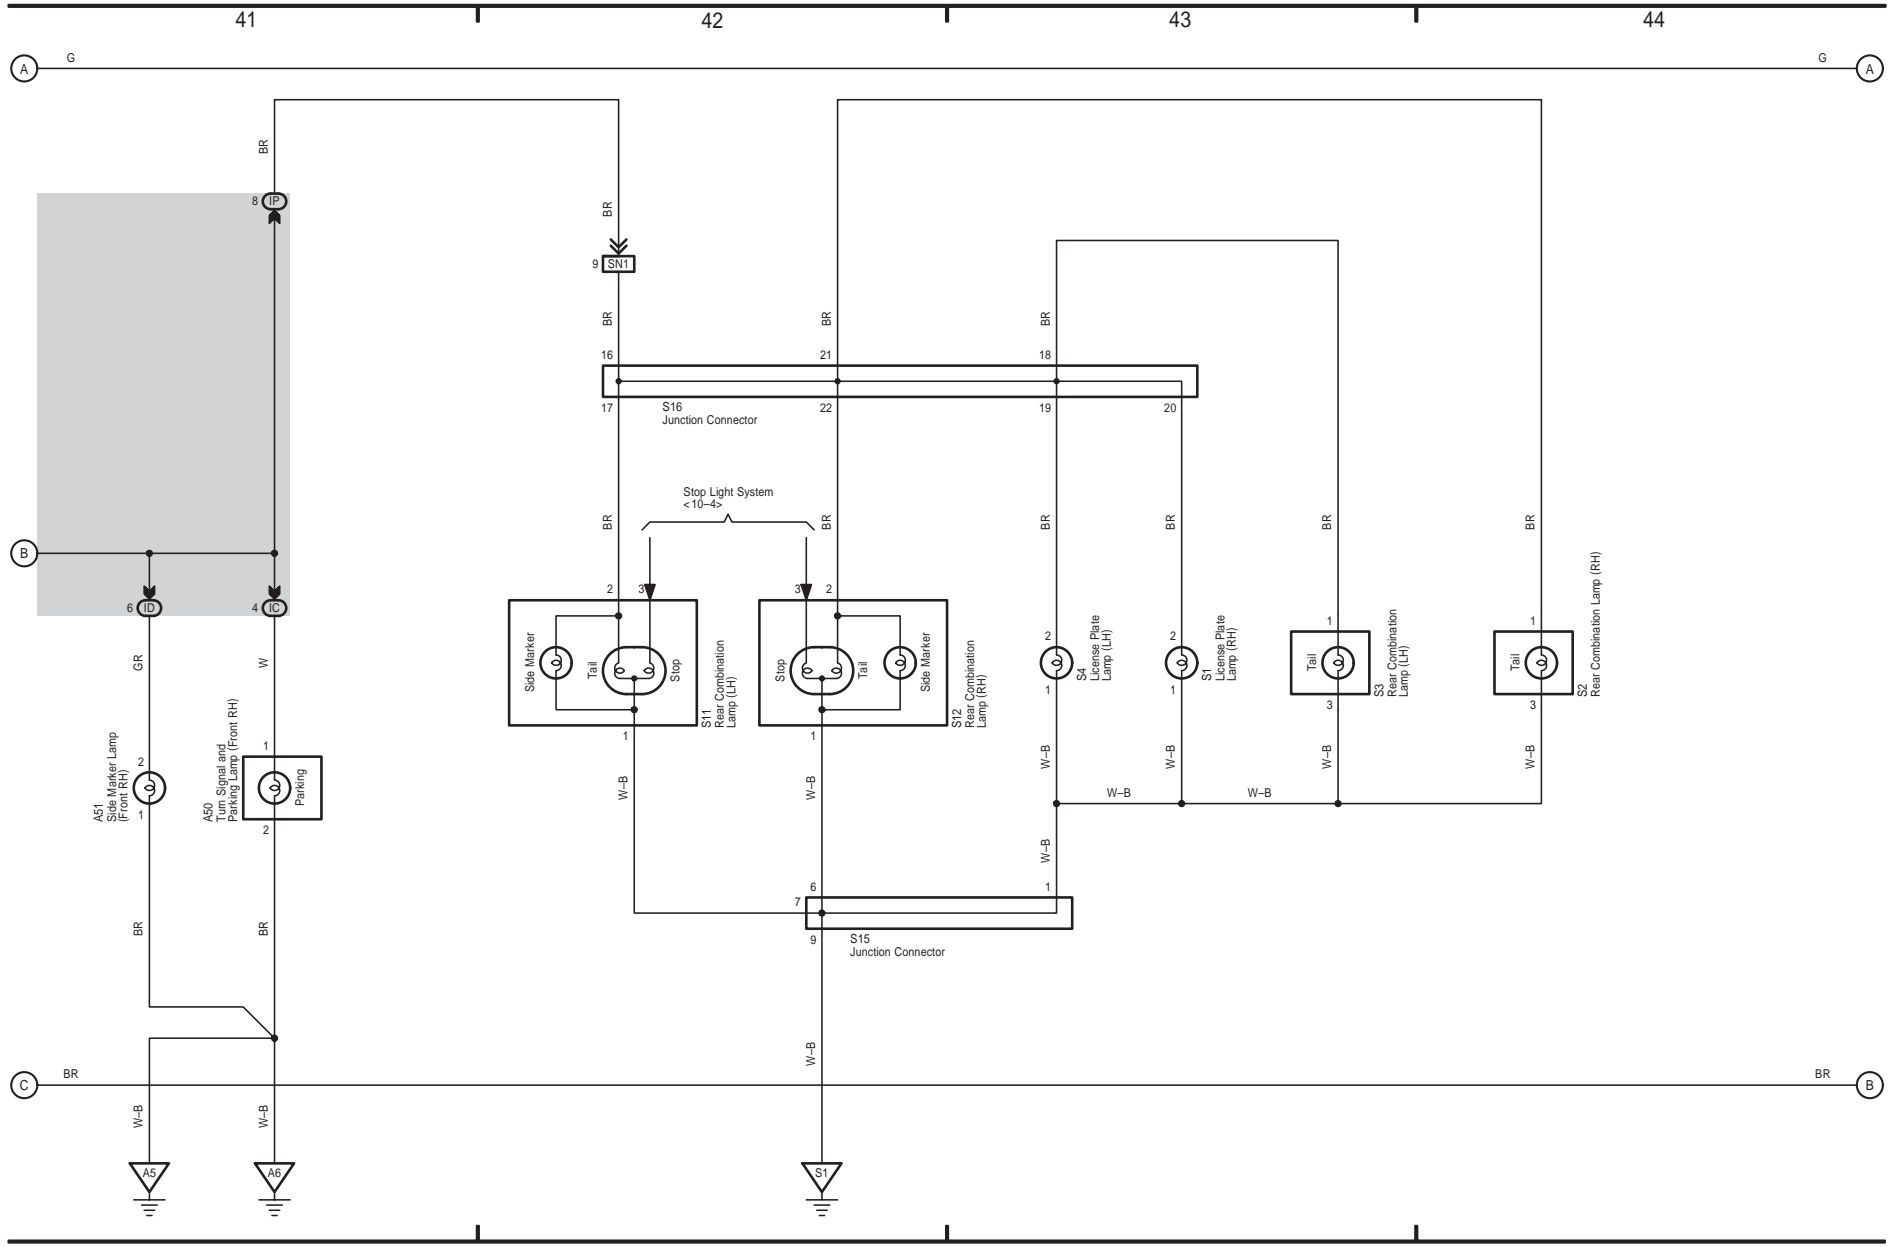 41
42
43
44
A
G
G
A
BR
8
IP
BR
9
SN1
BR
BR
BR
16
21
18
17
S16
Junction Connector
22
19
20
Stop Light System
<10–4>
BR
BR
BR
BR
BR
BR
B
6
ID
4
IC
2
3
3
2
GR
W
Side Marker
Tail
Stop
S11
Rear Combination
Lamp (LH)
1
Stop
Tail
Side Marker
S12
Rear Combination
Lamp (RH)
1
2
S4
License Plate
Lamp (LH)
1
2
S1
License Plate
Lamp (RH)
1
1
Tail
S3
Rear Combination
Lamp (LH)
3
1
Tail
S2
Rear Combination Lamp (RH)
3
A51
Side Marker Lamp
(Front RH)
2
1
A50
Turn Signal and
Parking Lamp (Front RH)
1
Parking
2
W–B
W–B
W–B
W–B
W–B
W–B
W–B
W–B
W–B
6
1
7
9
S15
Junction Connector
BR
BR
W–B
C
BR
BR
B
W–B
W–B
A5
A6
S1